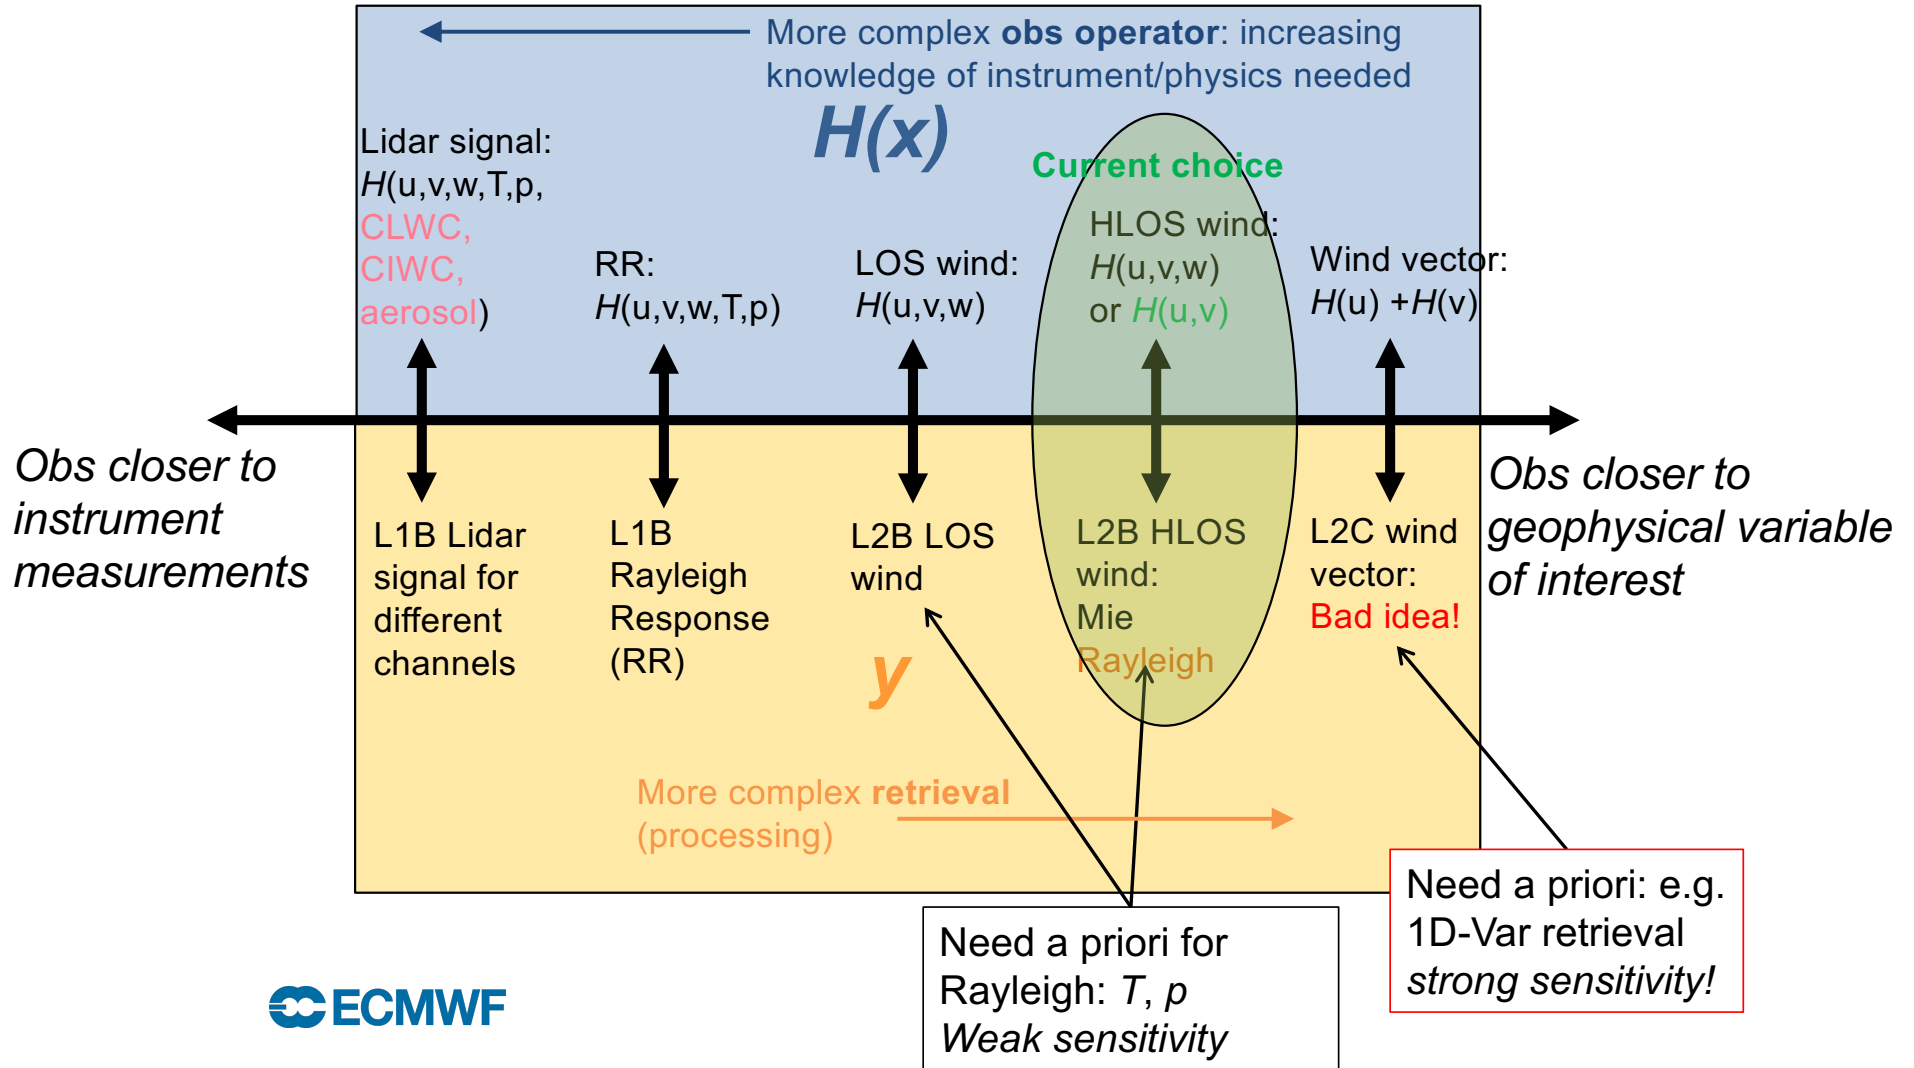 More complex obs operator: increasing
knowledge of instrument/physics needed
H(x)
Lidar signal:
H(u,v,w,T,p,
CLWC,
CIWC,
aerosol)
RR:
H(u,v,w,T,p)
LOS wind:
H(u,v,w)
Current choice
HLOS wind:
H(u,v,w)
or H(u,v)
Wind vector:
H(u) +H(v)
Obs closer to
instrument
measurements
Obs closer to
geophysical variable
of interest
L1B Lidar
signal for
different
channels
L1B
Rayleigh
Response
(RR)
L2B LOS
wind
L2B HLOS
wind:
Mie
Rayleigh
L2C wind
vector:
Bad idea!
y
More complex retrieval
(processing)
Need a priori for
Rayleigh: T, p
Weak sensitivity
Need a priori: e.g.
1D-Var retrieval
strong sensitivity!
ECMWF